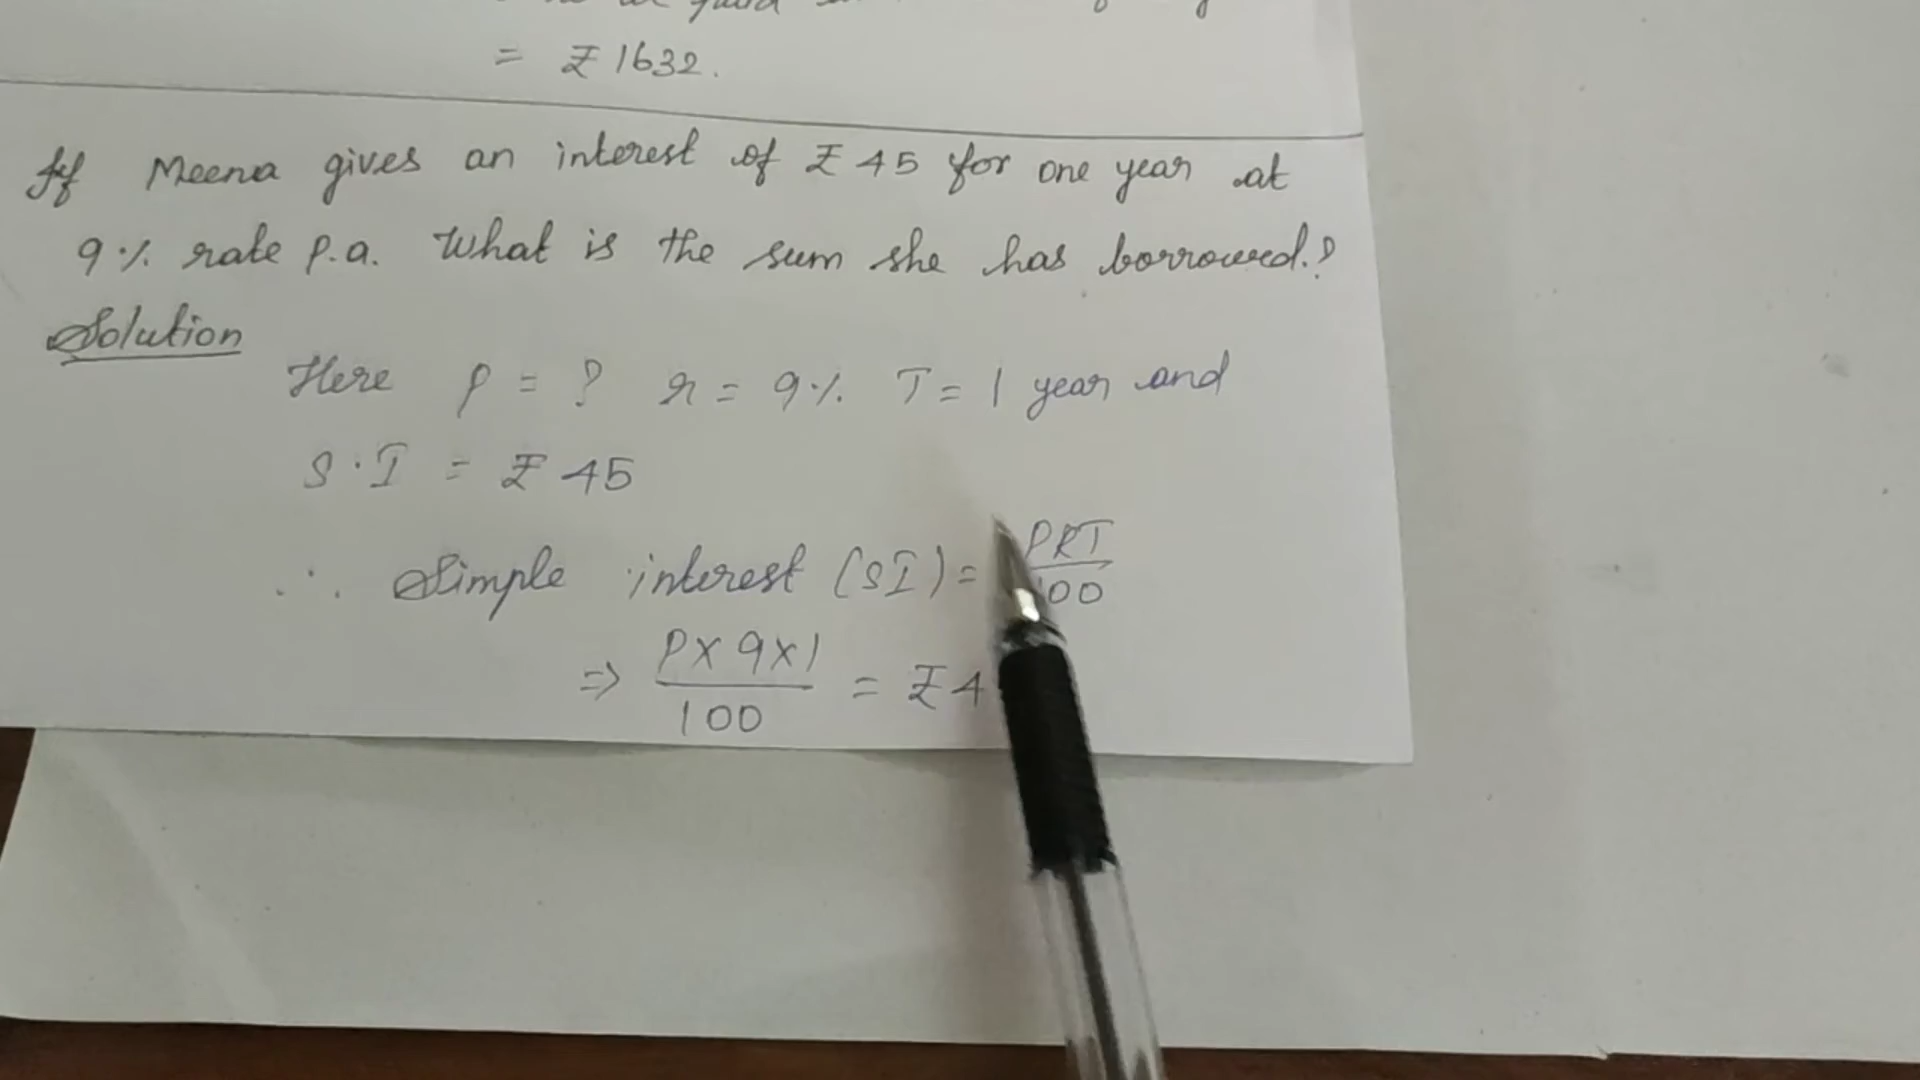 = ₹ 1632.
If Meena gives an interest of ₹ 45 for one year at
9% rate p.a. What is the sum she has borrowed.?
Solution
Here P = ? r = 9% T = 1 year and
S.I = ₹ 45
∴ Simple interest (SI) = PRT
00
⇒ P×9×1 = ₹4
100